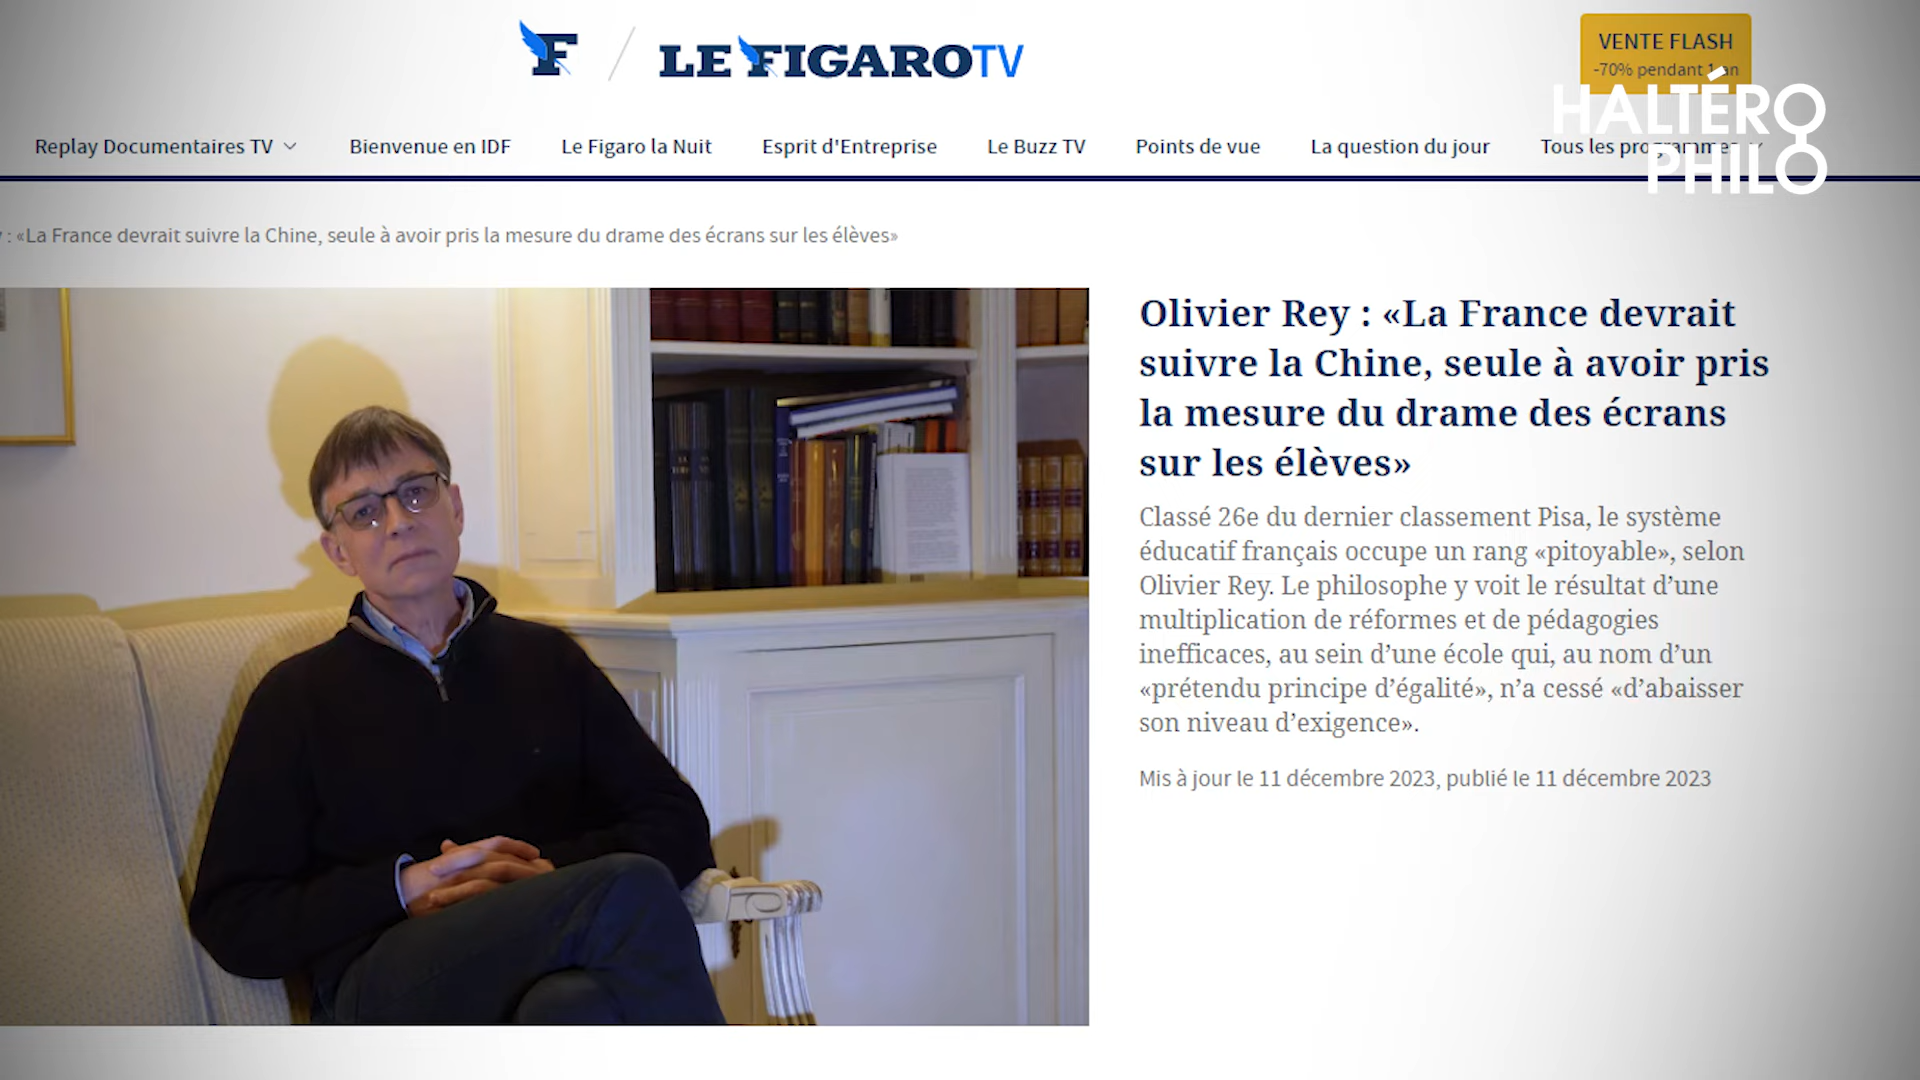 F / LE FIGARO TV
VENTE FLASH
-70% pendant 1 an
HALTÉRO
PHILO
Replay Documentaires TV Bienvenue en IDF Le Figaro la Nuit Esprit d'Entreprise Le Buzz TV Points de vue La question du jour Tous les programmes
: «La France devrait suivre la Chine, seule à avoir pris la mesure du drame des écrans sur les élèves»
Olivier Rey : «La France devrait
suivre la Chine, seule à avoir pris
la mesure du drame des écrans
sur les élèves»
Classé 26e du dernier classement Pisa, le système
éducatif français occupe un rang «pitoyable», selon
Olivier Rey. Le philosophe y voit le résultat d’une
multiplication de réformes et de pédagogies
inefficaces, au sein d’une école qui, au nom d’un
«prétendu principe d’égalité», n’a cessé «d’abaisser
son niveau d’exigence».
Mis à jour le 11 décembre 2023, publié le 11 décembre 2023